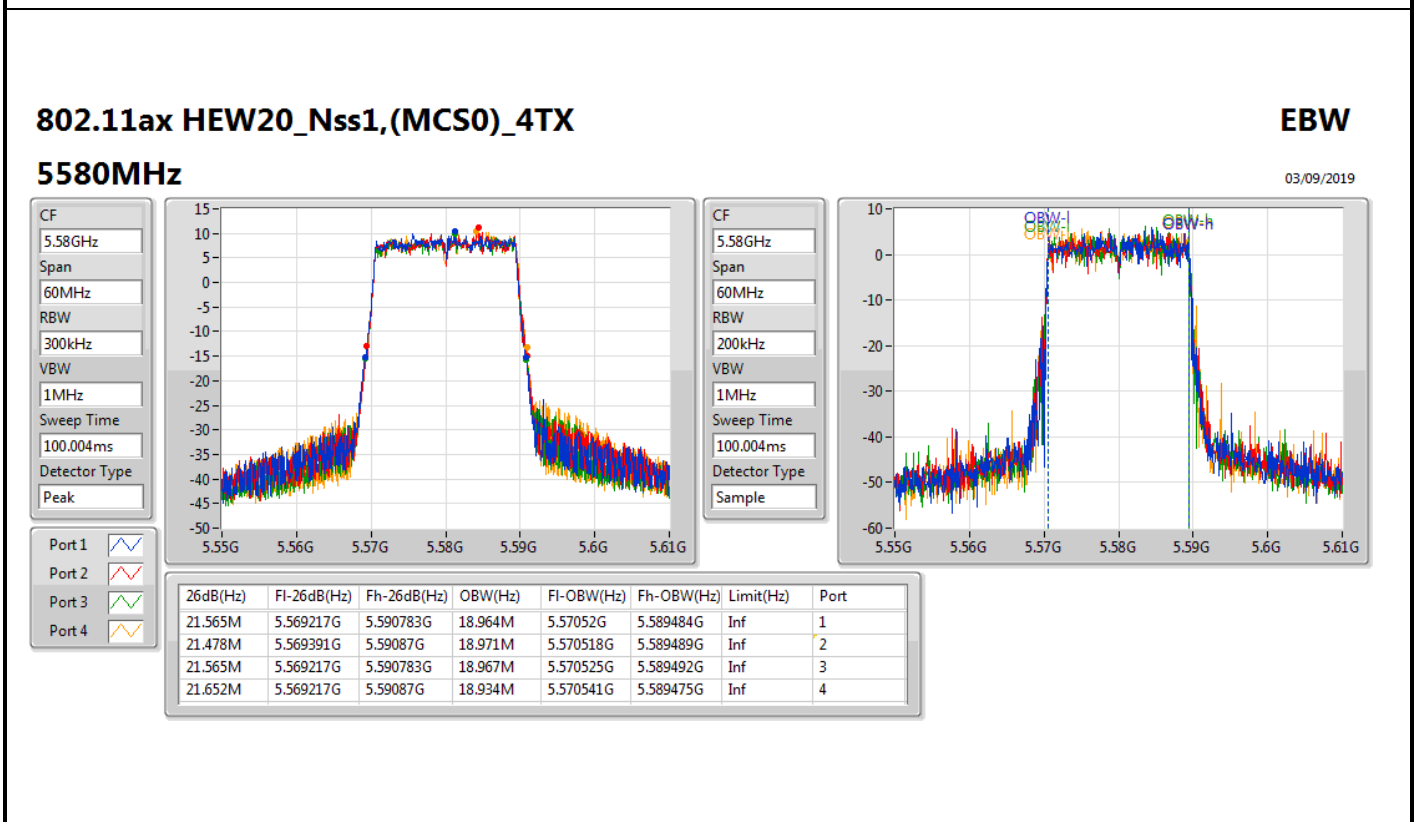 802.11ax HEW20_Nss1,(MCS0)_4TX
EBW
5580MHz
03/09/2019
CF
5.58GHz
Span
60MHz
RBW
300kHz
VBW
1MHz
Sweep Time
100.004ms
Detector Type
Peak
15
10
5
0
-5
-10
-15
-20
-25
-30
-35
-40
-45
-50
5.55G 5.56G 5.57G 5.58G 5.59G 5.6G 5.61G
CF
5.58GHz
Span
60MHz
RBW
200kHz
VBW
1MHz
Sweep Time
100.004ms
Detector Type
Sample
OBW-l OBW-h
10
0
-10
-20
-30
-40
-50
-60
5.55G 5.56G 5.57G 5.58G 5.59G 5.6G 5.61G
Port 1
Port 2
Port 3
Port 4
26dB(Hz) Fl-26dB(Hz) Fh-26dB(Hz) OBW(Hz) Fl-OBW(Hz) Fh-OBW(Hz) Limit(Hz) Port
21.565M 5.569217G 5.590783G 18.964M 5.57052G 5.589484G Inf 1
21.478M 5.569391G 5.59087G 18.971M 5.570518G 5.589489G Inf 2
21.565M 5.569217G 5.590783G 18.967M 5.570525G 5.589492G Inf 3
21.652M 5.569217G 5.59087G 18.934M 5.570541G 5.589475G Inf 4